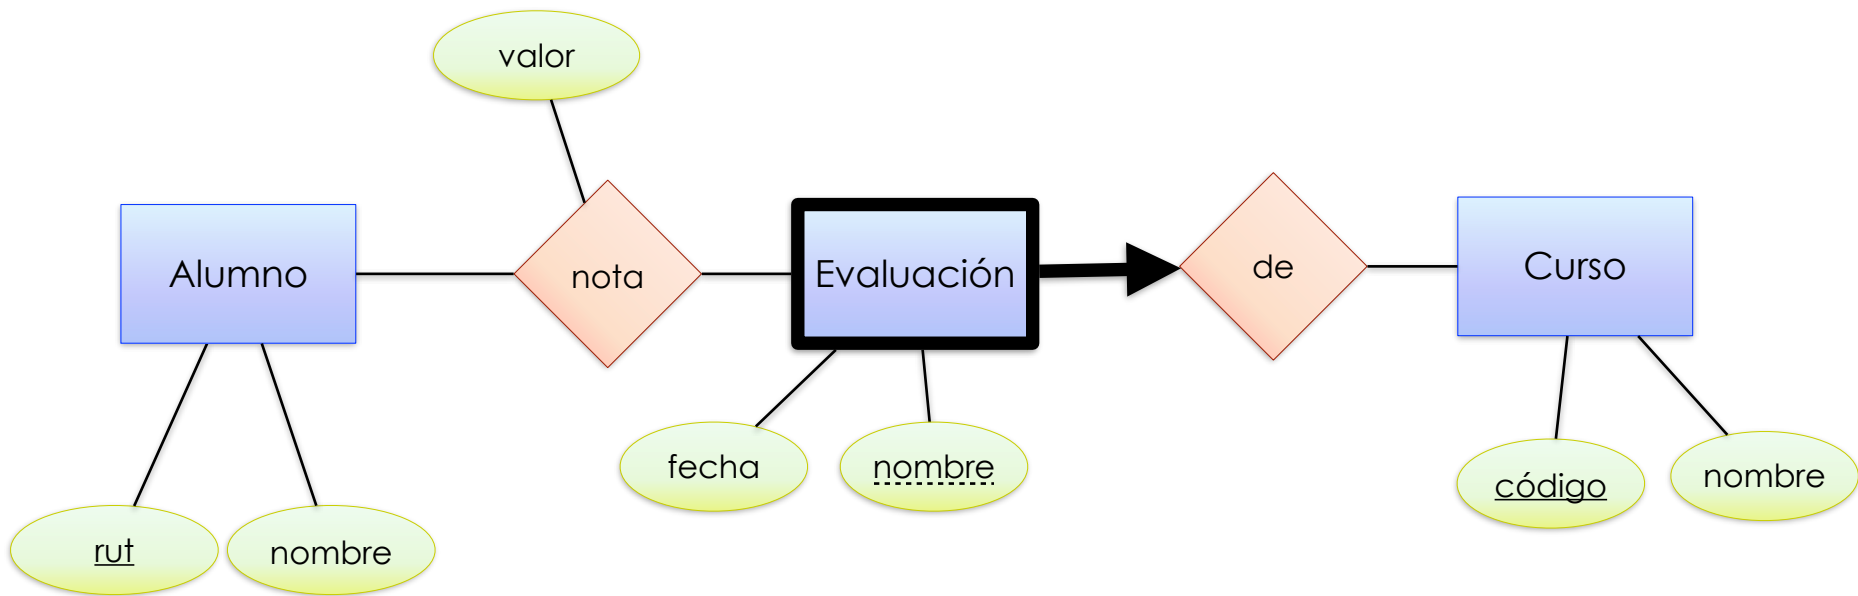 valor
Alumno
nota
Evaluación
de
Curso
fecha
nombre
código
nombre
rut
nombre